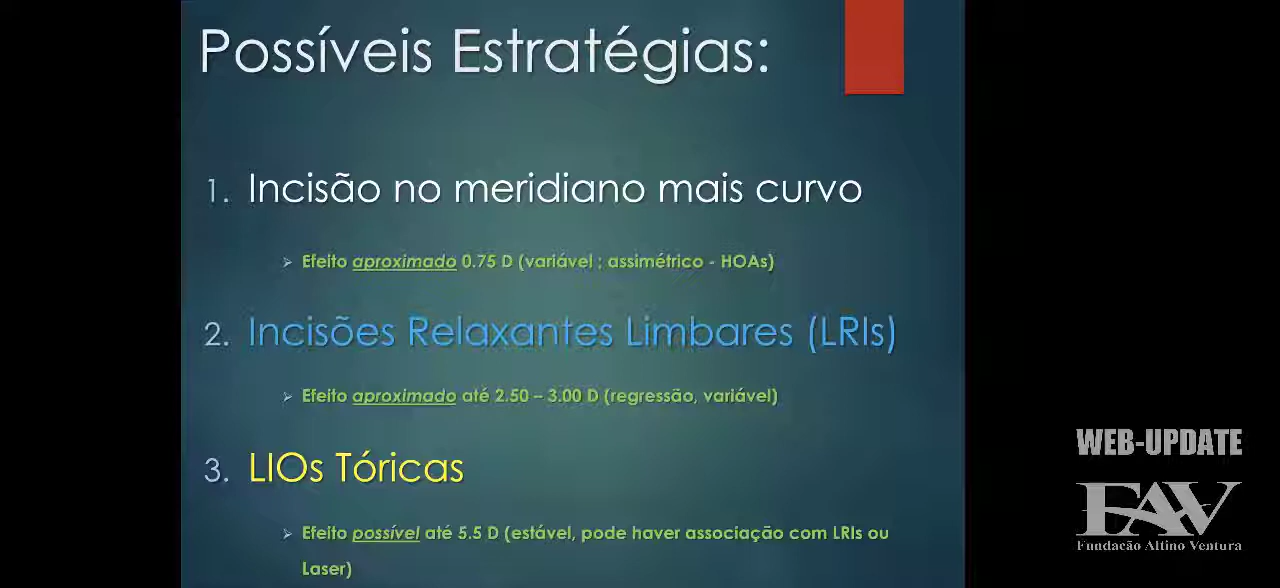 Possíveis Estratégias:
1. Incisão no meridiano mais curvo
➢ Efeito aproximado 0.75 D (variável ; assimétrico - HOAs)
2. Incisões Relaxantes Limbares (LRIs)
➢ Efeito aproximado até 2.50 – 3.00 D (regressão, variável)
3. LIOs Tóricas
➢ Efeito possível até 5.5 D (estável, pode haver associação com LRIs ou
Laser)
WEB-UPDATE
FAV
Fundação Altino Ventura